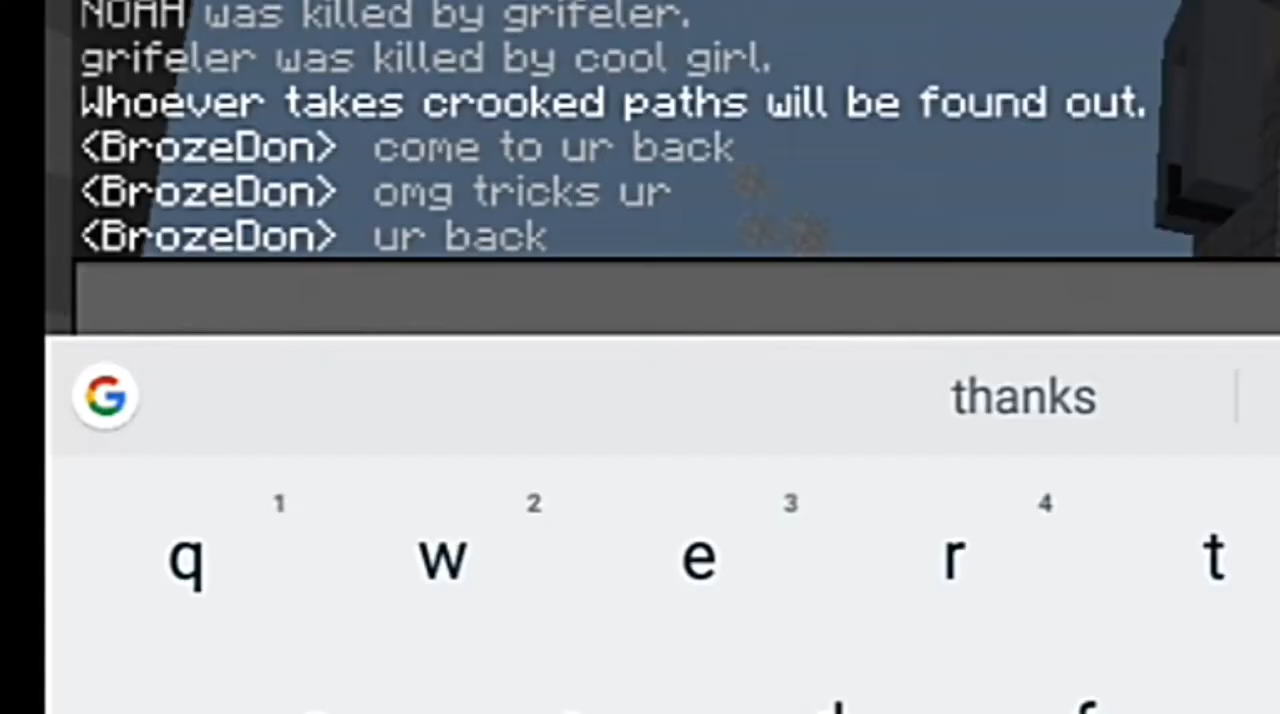 NOAH was killed by grifeler.
grifeler was killed by cool girl.
Whoever takes crooked paths will be found out.
<BrozeDon> come to ur back
<BrozeDon> omg tricks ur
<BrozeDon> ur back
G thanks
1 2 3 4
q w e r t